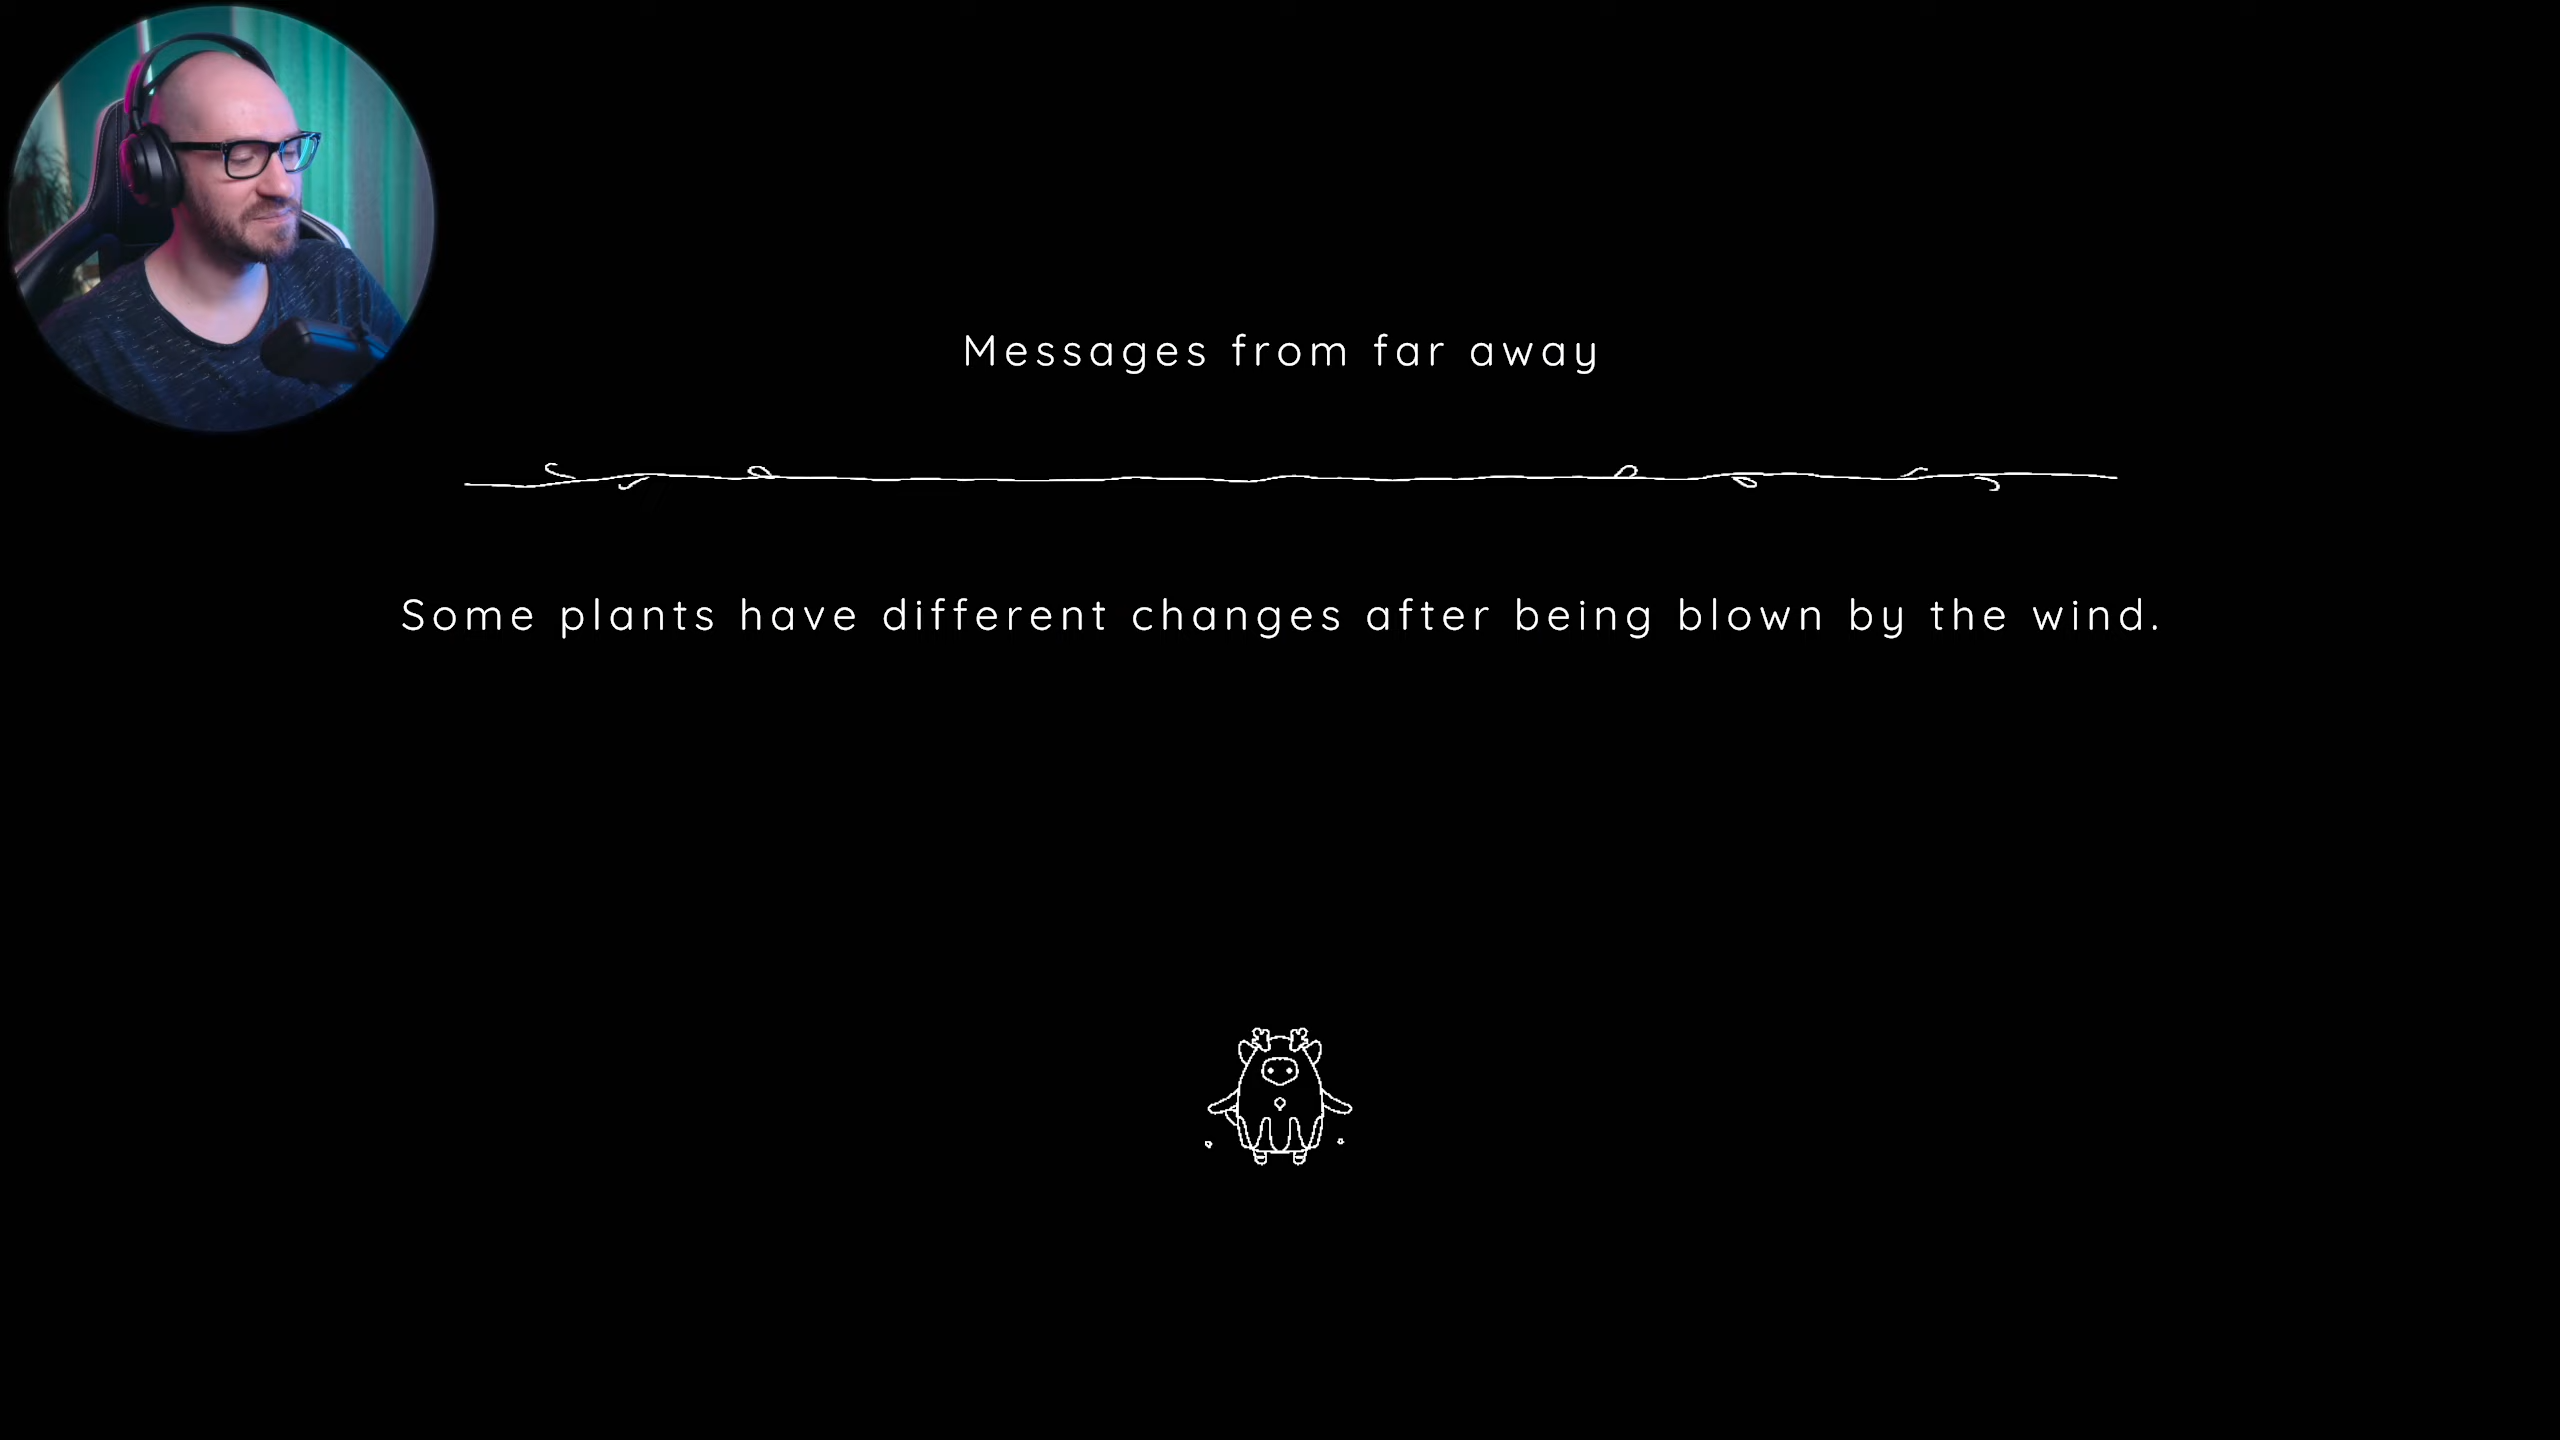 Messages from far away
Some plants have different changes after being blown by the wind.